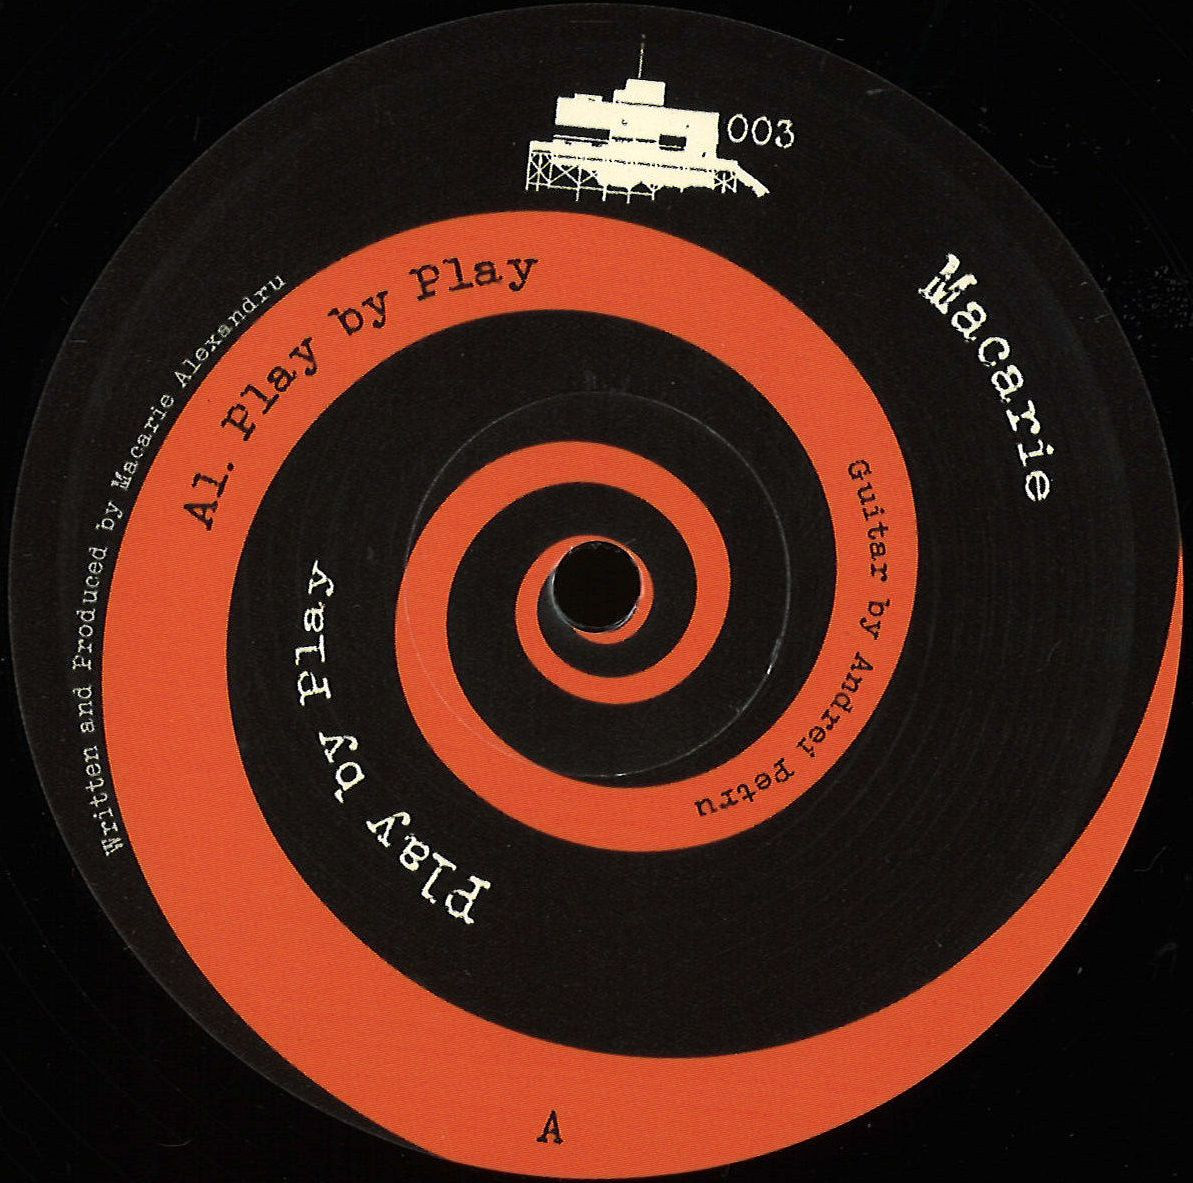 003
Macarie
A1. Play by Play
Written and Produced by Macarie Alexandru
Guitar by Andrei Petru
Play by Play
A